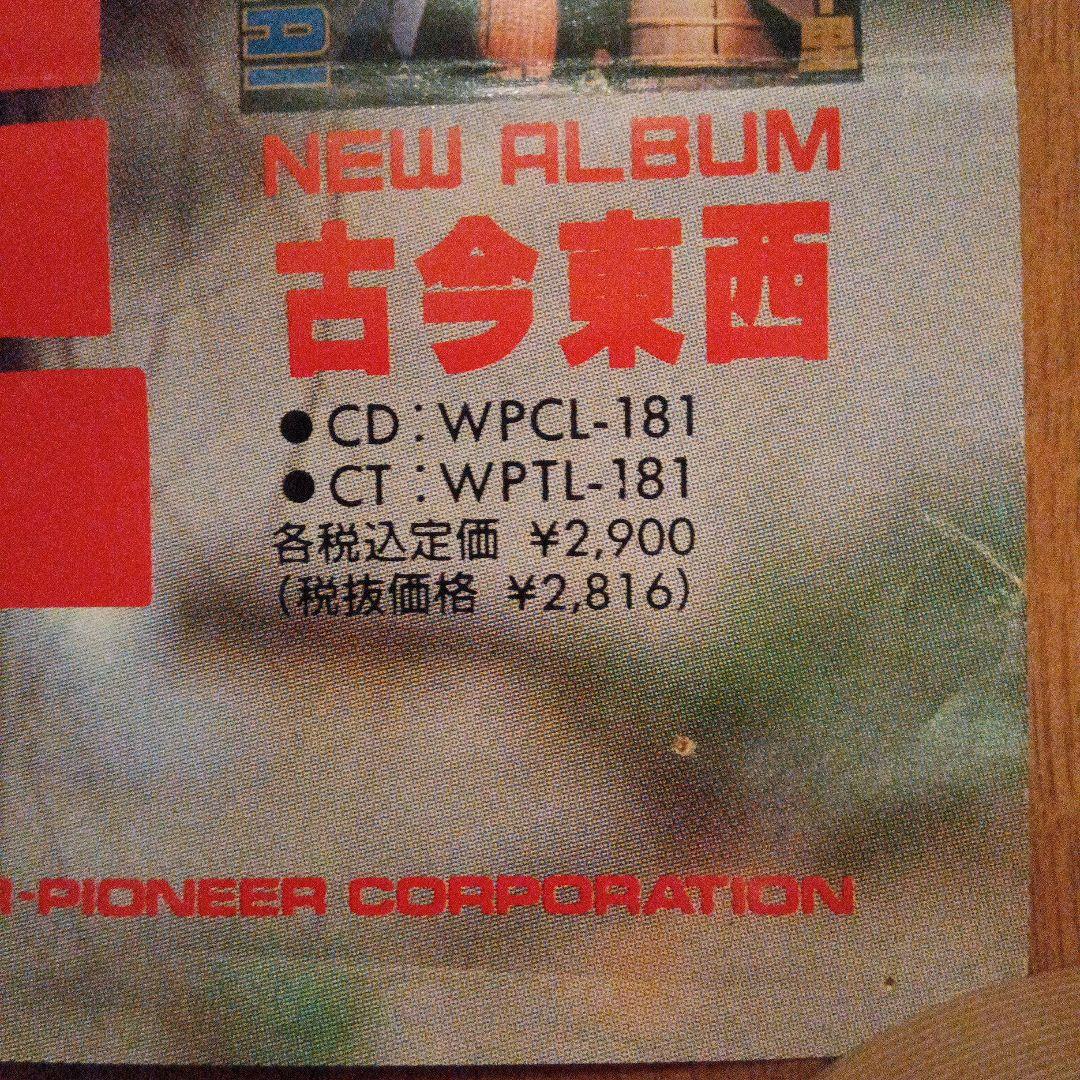 AI
NEW ALBUM
古今東西
●CD:WPCL-181
●CT:WPTL-181
各税込定価 ¥2,900
(税抜価格 ¥2,816)
R-PIONEER CORPORATION